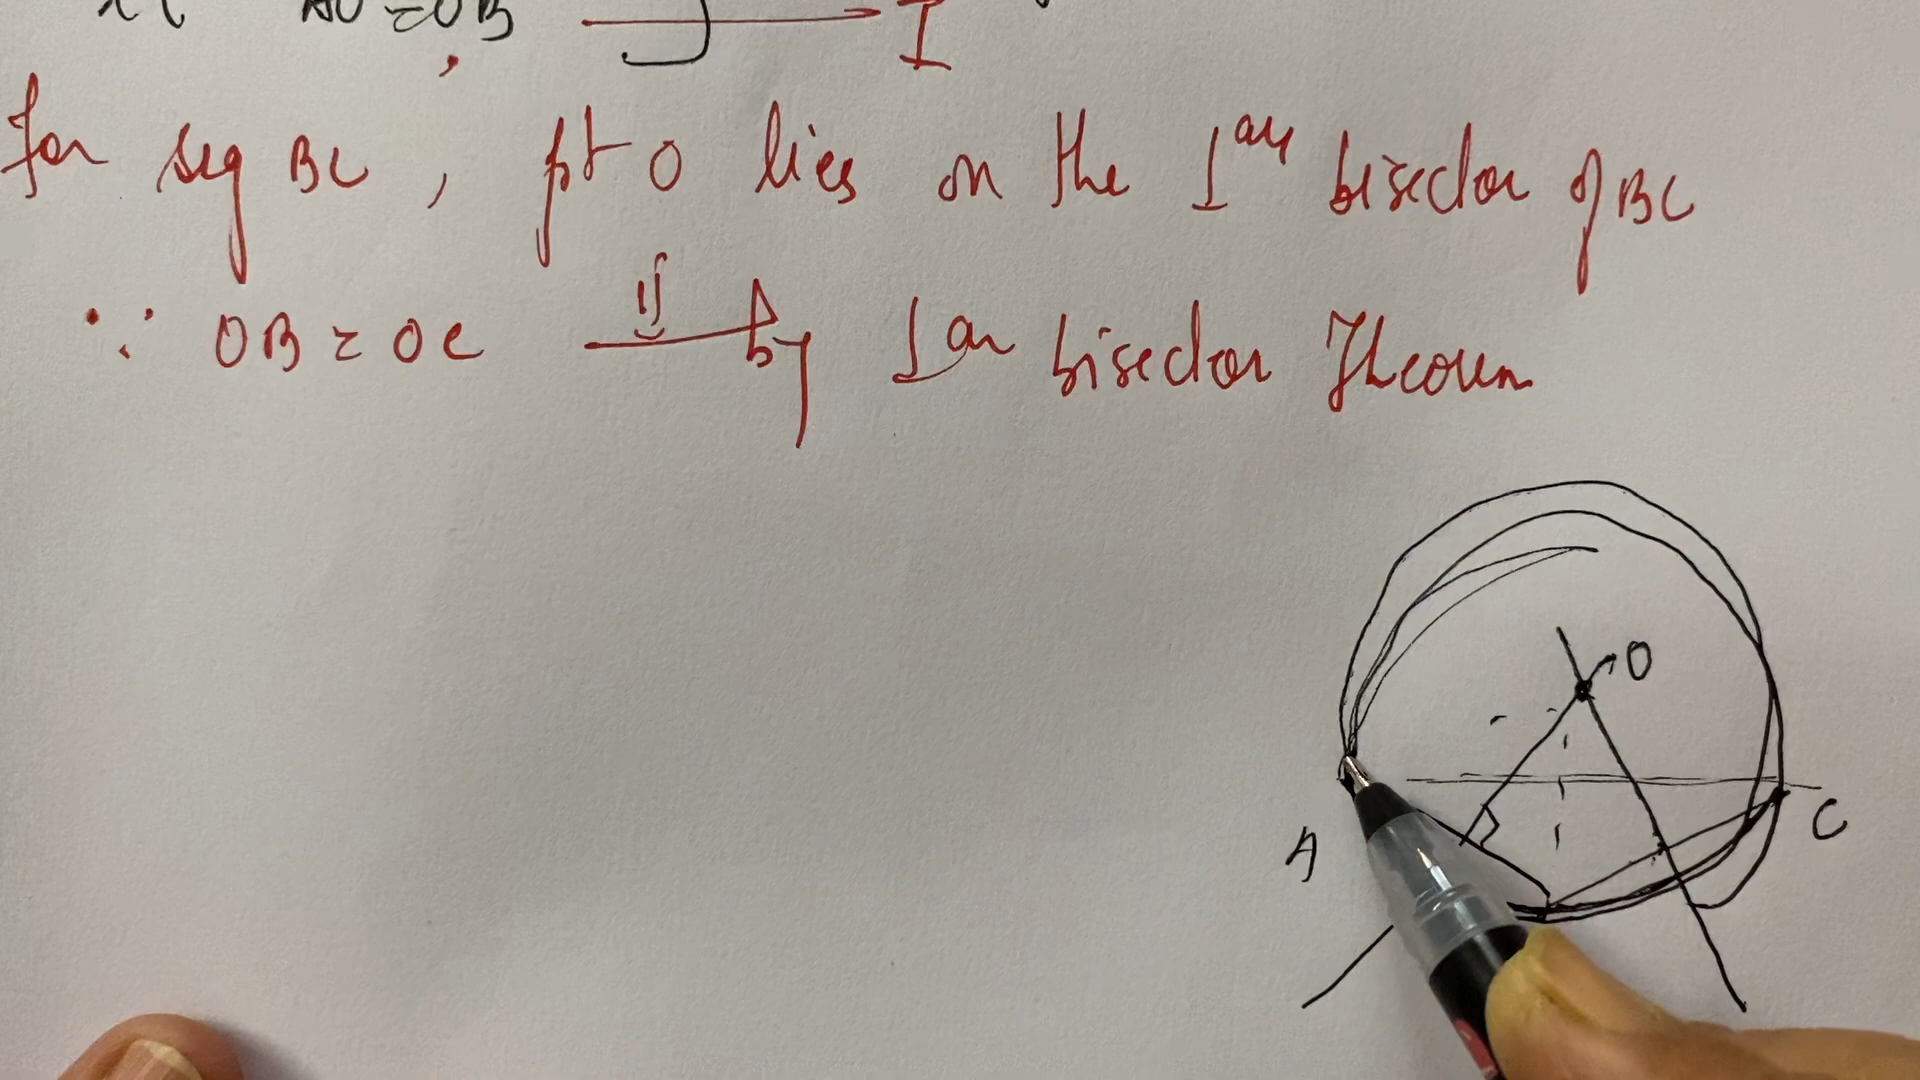 AO = OB, I
for seg BC, pt O lies on the ⊥ar bisector of BC
∵ OB = OC II by ⊥ar bisector Theorem
O
A C